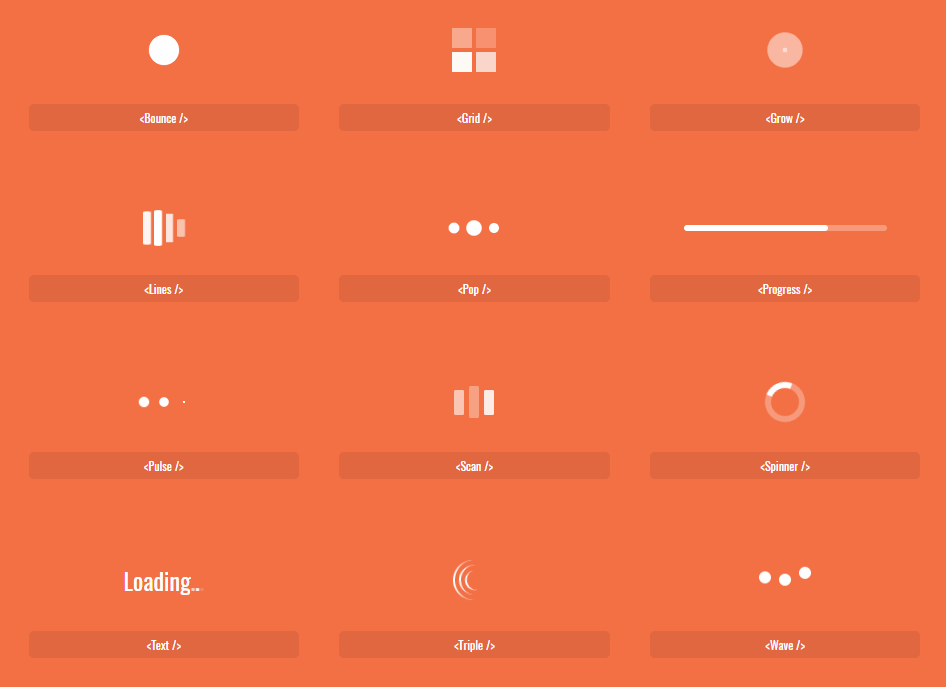 <Bounce />
<Grid />
<Grow />
<Lines />
<Pop />
<Progress />
<Pulse />
<Scan />
<Spinner />
Loading...
<Text />
<Triple />
<Wave />